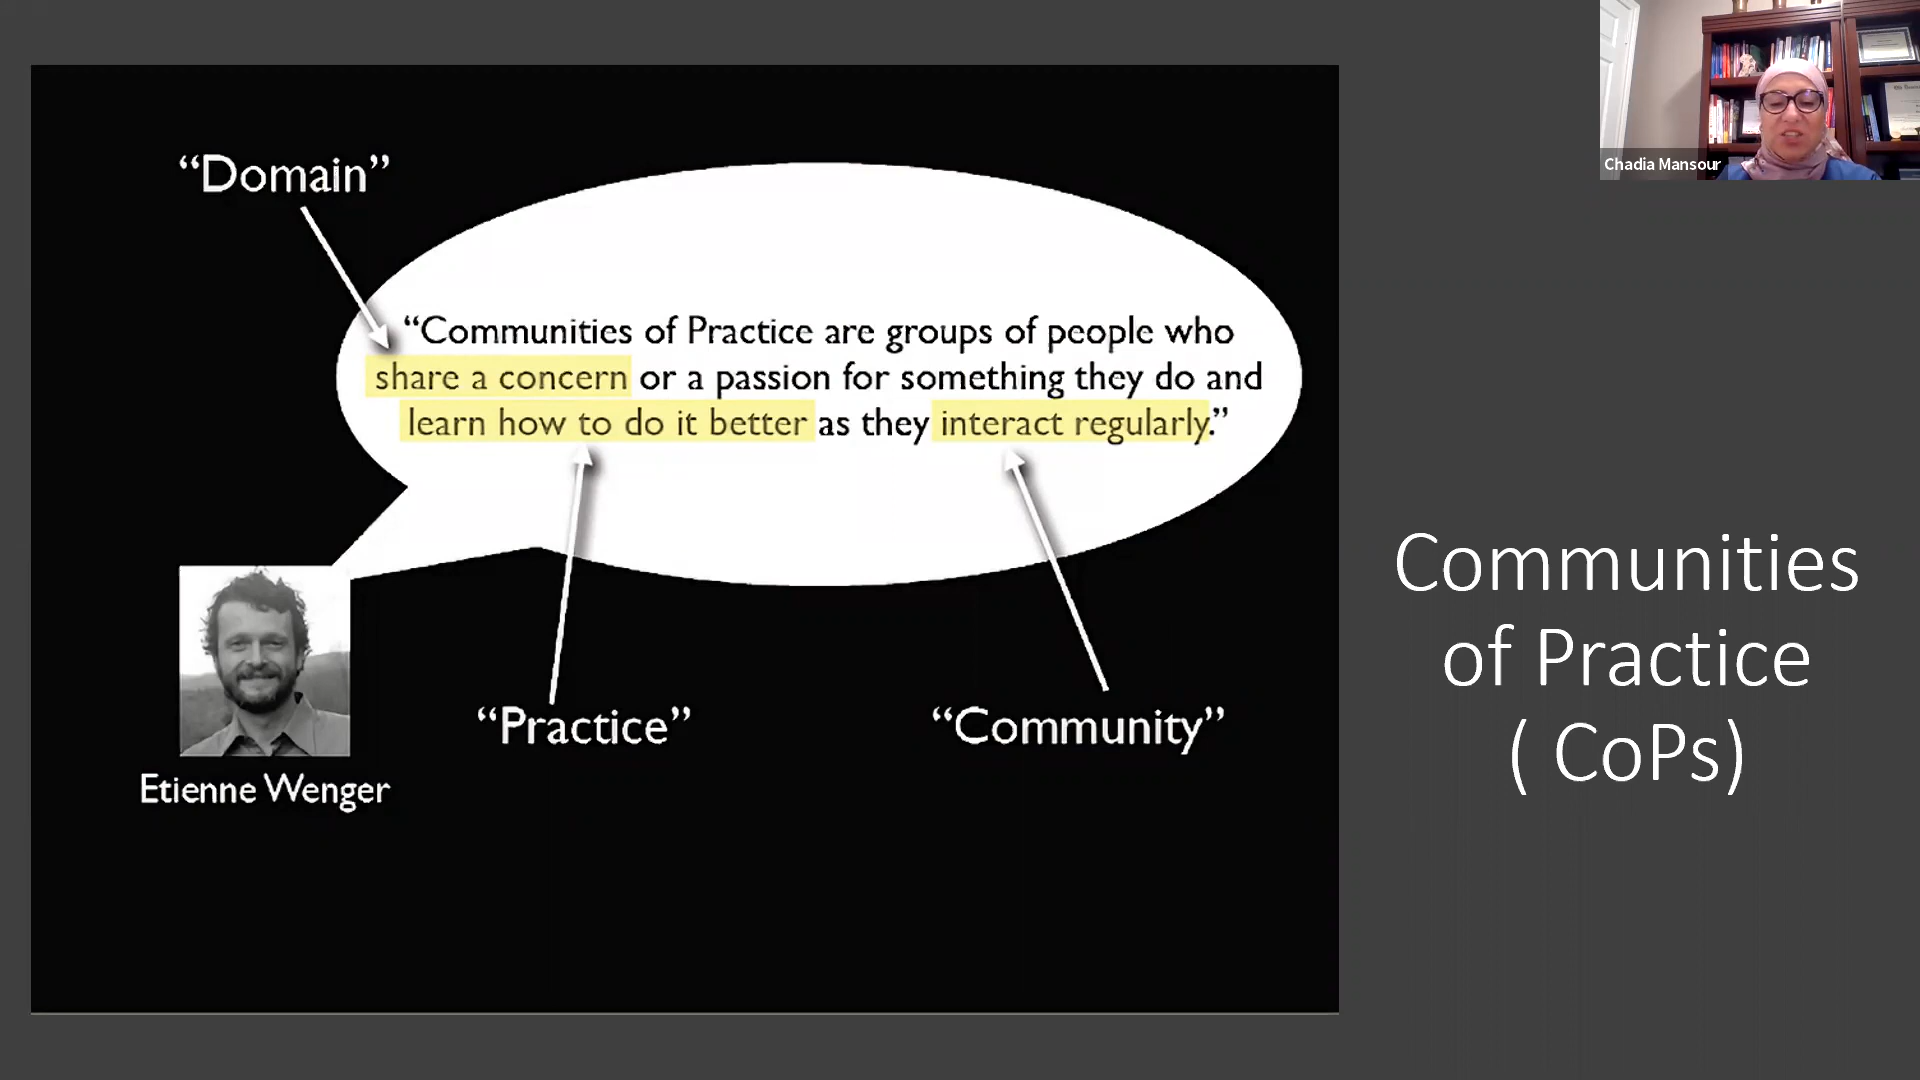 “Domain”
“Communities of Practice are groups of people who
share a concern or a passion for something they do and
learn how to do it better as they interact regularly.”
“Practice”
“Community”
Etienne Wenger
Communities
of Practice
( CoPs)
Chadia Mansour